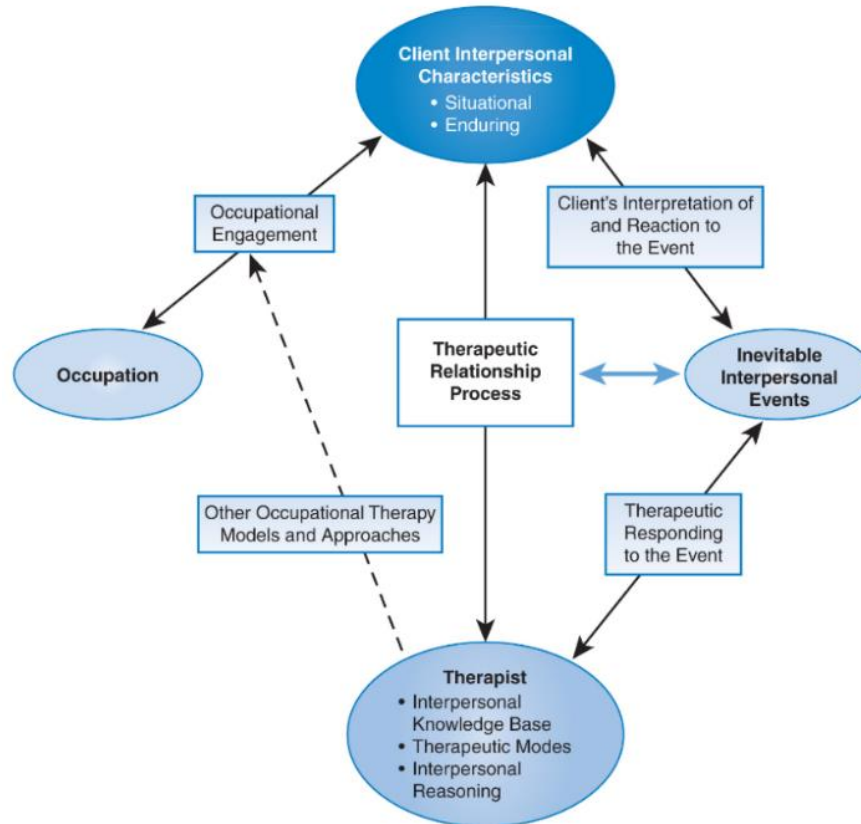 Client Interpersonal
Characteristics
• Situational
• Enduring
Occupational
Engagement
Client's Interpretation of
and Reaction to
the Event
Occupation
Therapeutic
Relationship
Process
Inevitable
Interpersonal
Events
Other Occupational Therapy
Models and Approaches
Therapeutic
Responding
to the Event
Therapist
• Interpersonal
Knowledge Base
• Therapeutic Modes
• Interpersonal
Reasoning